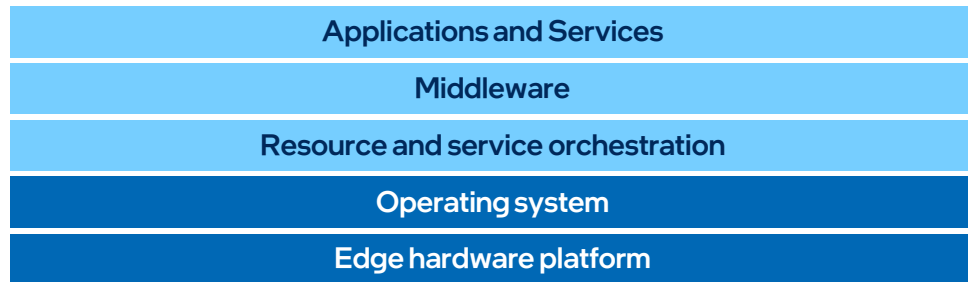 Applications and Services
Middleware
Resource and service orchestration
Operating system
Edge hardware platform